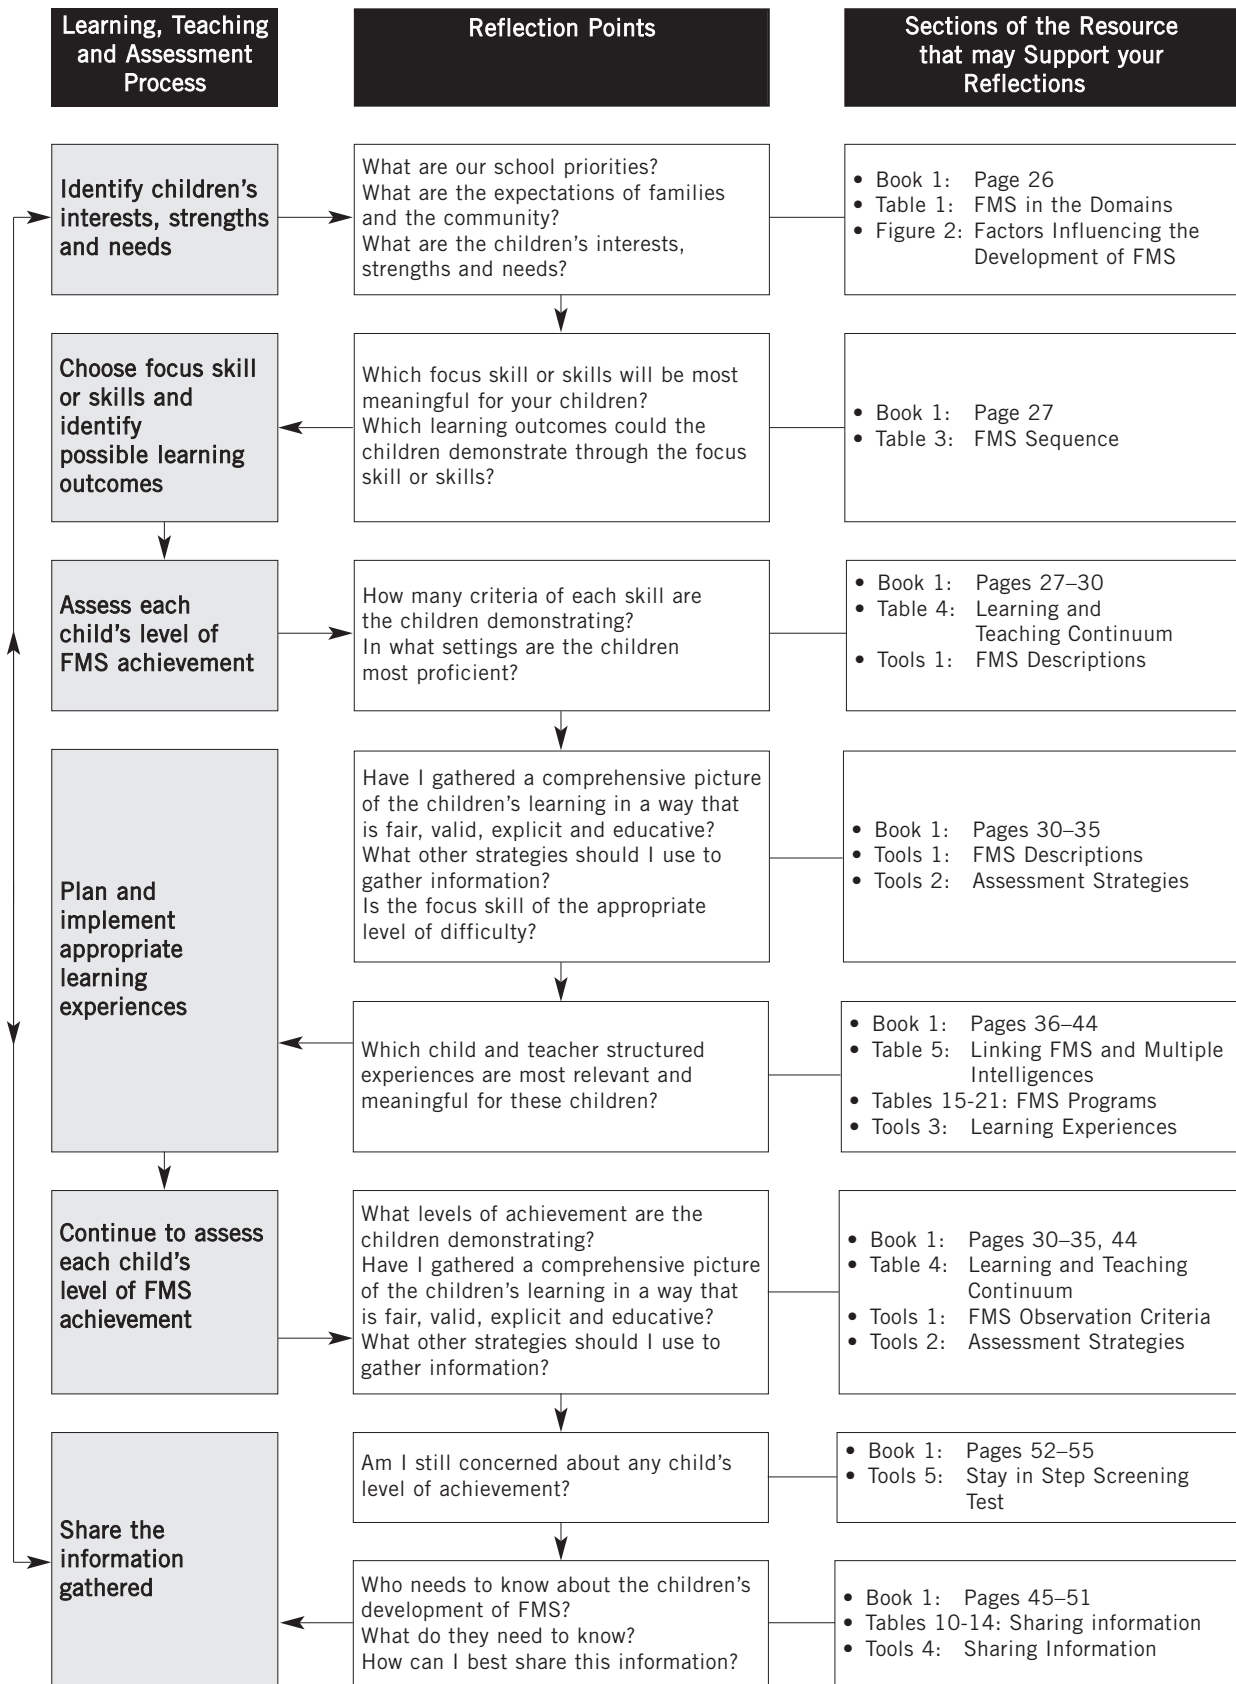 Learning, Teaching
and Assessment
Process
Reflection Points
Sections of the Resource
that may Support your
Reflections
Identify children's
interests, strengths
and needs
What are our school priorities?
What are the expectations of families
and the community?
What are the children's interests,
strengths and needs?
• Book 1: Page 26
• Table 1: FMS in the Domains
• Figure 2: Factors Influencing the
Development of FMS
Choose focus skill
or skills and
identify
possible learning
outcomes
Which focus skill or skills will be most
meaningful for your children?
Which learning outcomes could the
children demonstrate through the focus
skill or skills?
• Book 1: Page 27
• Table 3: FMS Sequence
Assess each
child's level of
FMS achievement
How many criteria of each skill are
the children demonstrating?
In what settings are the children
most proficient?
• Book 1: Pages 27–30
• Table 4: Learning and
Teaching Continuum
• Tools 1: FMS Descriptions
Plan and
implement
appropriate
learning
experiences
Have I gathered a comprehensive picture
of the children's learning in a way that
is fair, valid, explicit and educative?
What other strategies should I use to
gather information?
Is the focus skill of the appropriate
level of difficulty?
• Book 1: Pages 30–35
• Tools 1: FMS Descriptions
• Tools 2: Assessment Strategies
Which child and teacher structured
experiences are most relevant and
meaningful for these children?
• Book 1: Pages 36–44
• Table 5: Linking FMS and Multiple
Intelligences
• Tables 15-21: FMS Programs
• Tools 3: Learning Experiences
Continue to assess
each child's
level of FMS
achievement
What levels of achievement are the
children demonstrating?
Have I gathered a comprehensive picture
of the children's learning in a way that
is fair, valid, explicit and educative?
What other strategies should I use to
gather information?
• Book 1: Pages 30–35, 44
• Table 4: Learning and Teaching
Continuum
• Tools 1: FMS Observation Criteria
• Tools 2: Assessment Strategies
Share the
information
gathered
Am I still concerned about any child's
level of achievement?
• Book 1: Pages 52–55
• Tools 5: Stay in Step Screening
Test
Who needs to know about the children's
development of FMS?
What do they need to know?
How can I best share this information?
• Book 1: Pages 45–51
• Tables 10-14: Sharing information
• Tools 4: Sharing Information